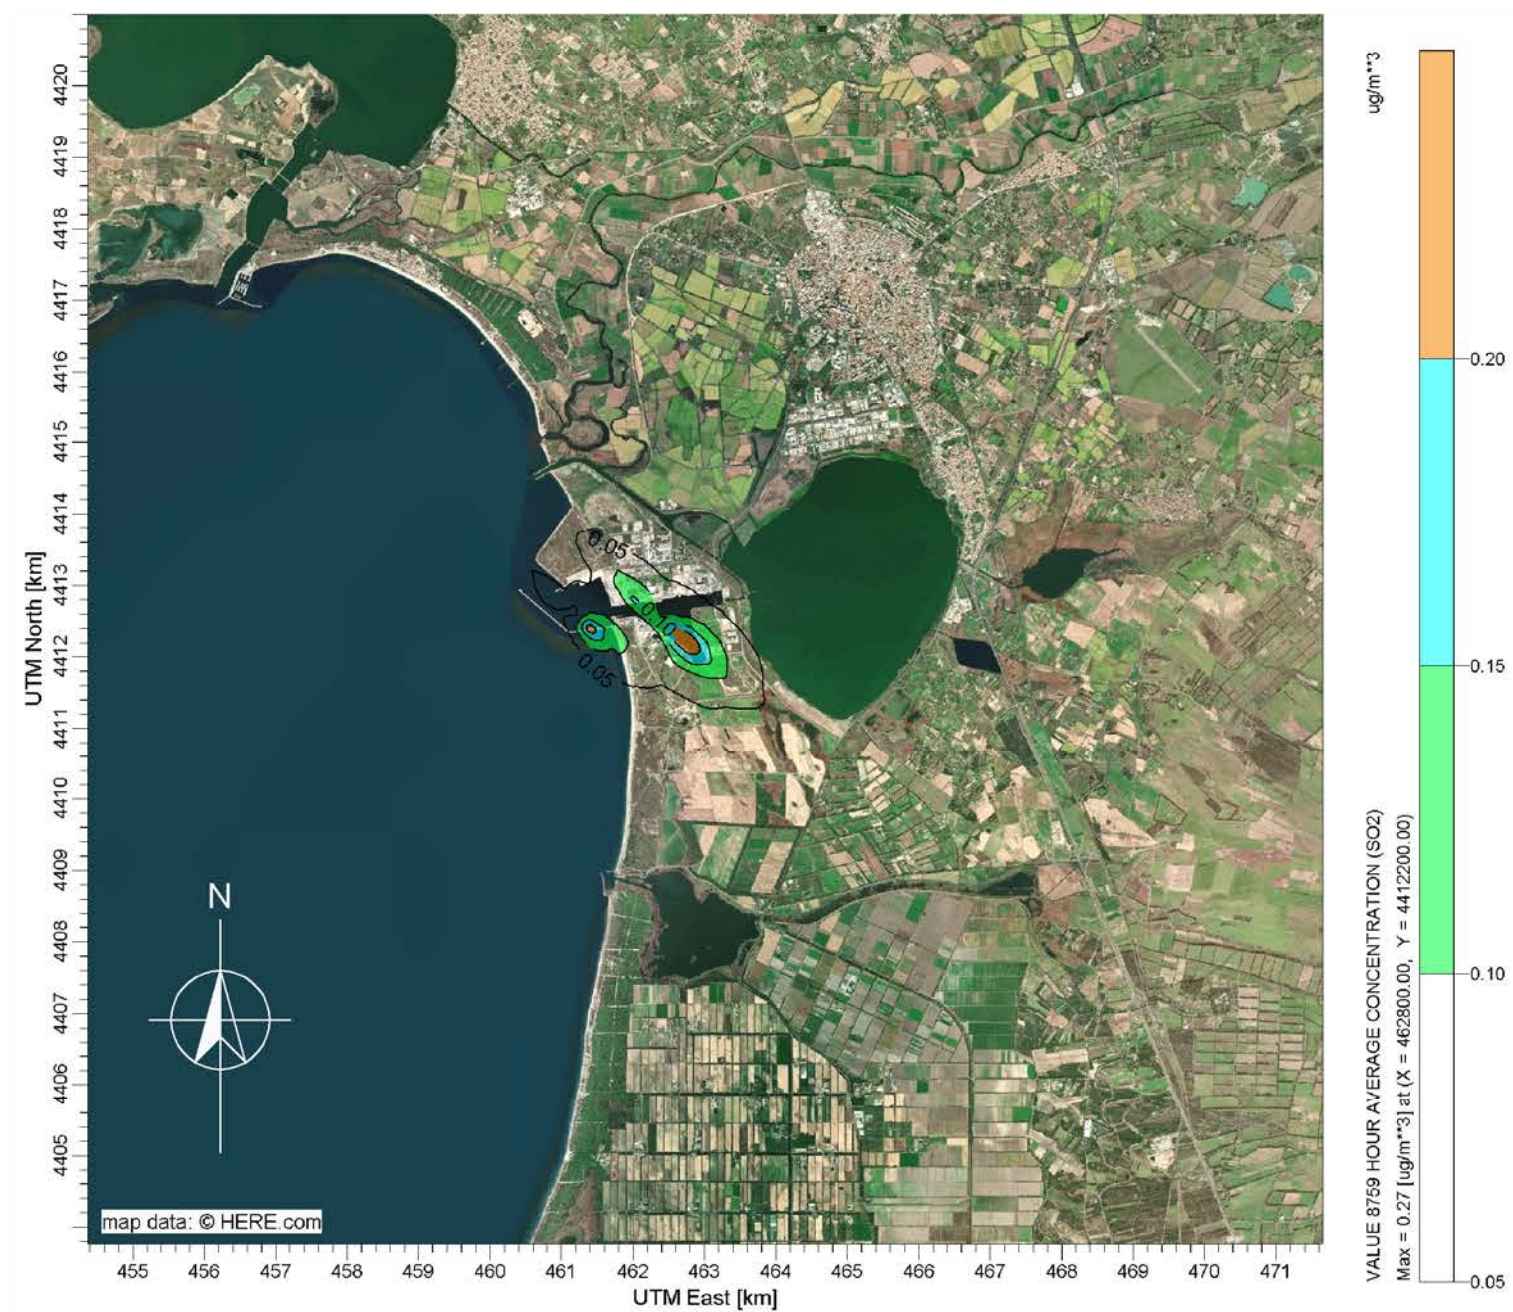 4420
4419
4418
4417
4416
4415
4414
4413
4412
4411
4410
4409
4408
4407
4406
4405
UTM North [km]
0.05
0.10
0.05
N
map data: © HERE.com
455 456 457 458 459 460 461 462 463 464 465 466 467 468 469 470 471
UTM East [km]
ug/m**3
0.20
0.15
0.10
0.05
VALUE 8759 HOUR AVERAGE CONCENTRATION (SO2)
Max = 0.27 [ug/m**3] at (X = 462800.00, Y = 4412200.00)